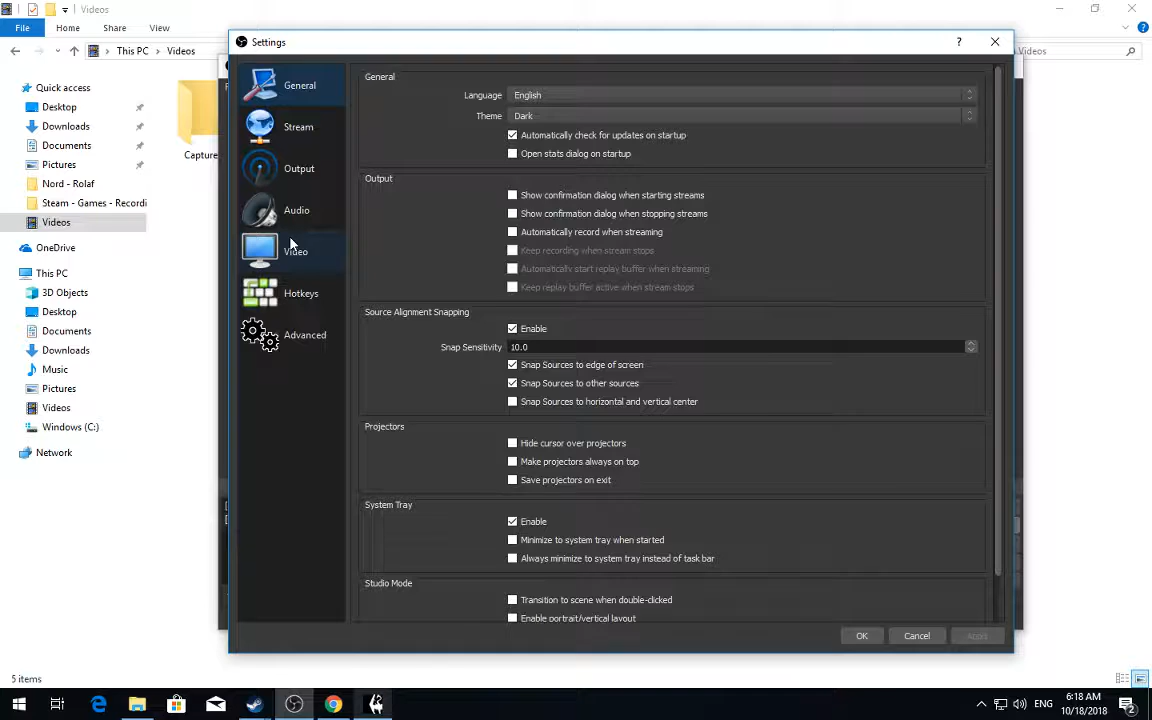 Videos
File
Home
Share
View
This PC
Videos
Videos
Quick access
Desktop
Downloads
Documents
Pictures
Nord - Rolaf
Steam - Games - Recordi
Videos
OneDrive
This PC
3D Objects
Desktop
Documents
Downloads
Music
Pictures
Videos
Windows (C:)
Network
Capture
5 items
Settings
?
General
Stream
Output
Audio
Video
Hotkeys
Advanced
General
Language
English
Theme
Dark
Automatically check for updates on startup
Open stats dialog on startup
Output
Show confirmation dialog when starting streams
Show confirmation dialog when stopping streams
Automatically record when streaming
Keep recording when stream stops
Automatically start replay buffer when streaming
Keep replay buffer active when stream stops
Source Alignment Snapping
Enable
Snap Sensitivity
10.0
Snap Sources to edge of screen
Snap Sources to other sources
Snap Sources to horizontal and vertical center
Projectors
Hide cursor over projectors
Make projectors always on top
Save projectors on exit
System Tray
Enable
Minimize to system tray when started
Always minimize to system tray instead of task bar
Studio Mode
Transition to scene when double-clicked
Enable portrait/vertical layout
OK
Cancel
Apply
ENG
6:18 AM
10/18/2018
2